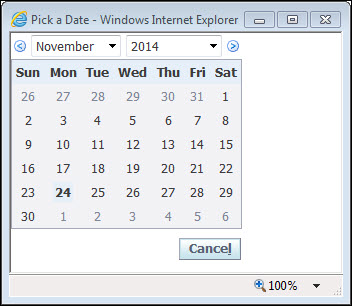 Pick a Date - Windows Internet Explorer
November 2014
Sun Mon Tue Wed Thu Fri Sat
26 27 28 29 30 31 1
2 3 4 5 6 7 8
9 10 11 12 13 14 15
16 17 18 19 20 21 22
23 24 25 26 27 28 29
30 1 2 3 4 5 6
Cancel
100%